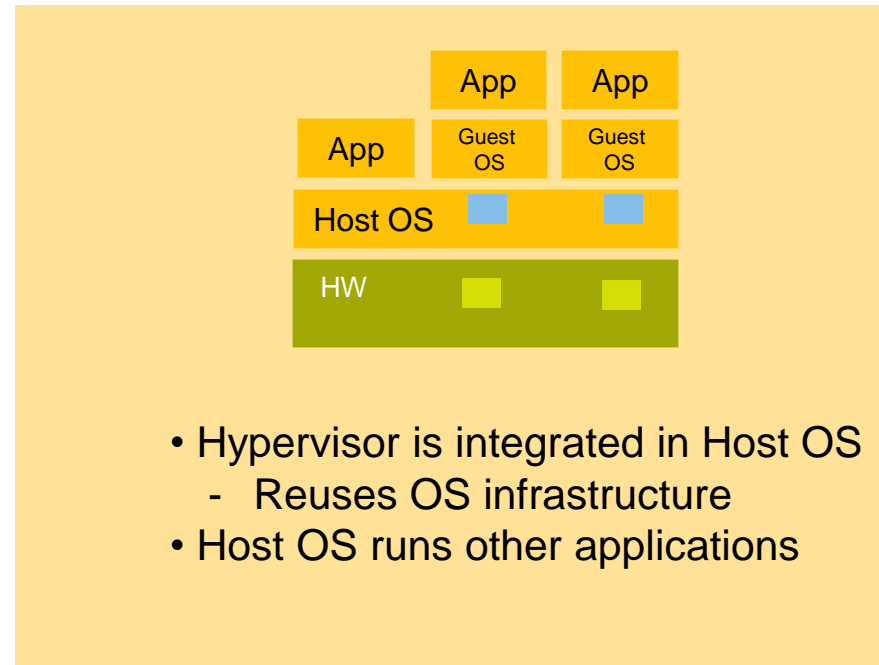 App App
App Guest OS Guest OS
Host OS
HW
• Hypervisor is integrated in Host OS
- Reuses OS infrastructure
• Host OS runs other applications